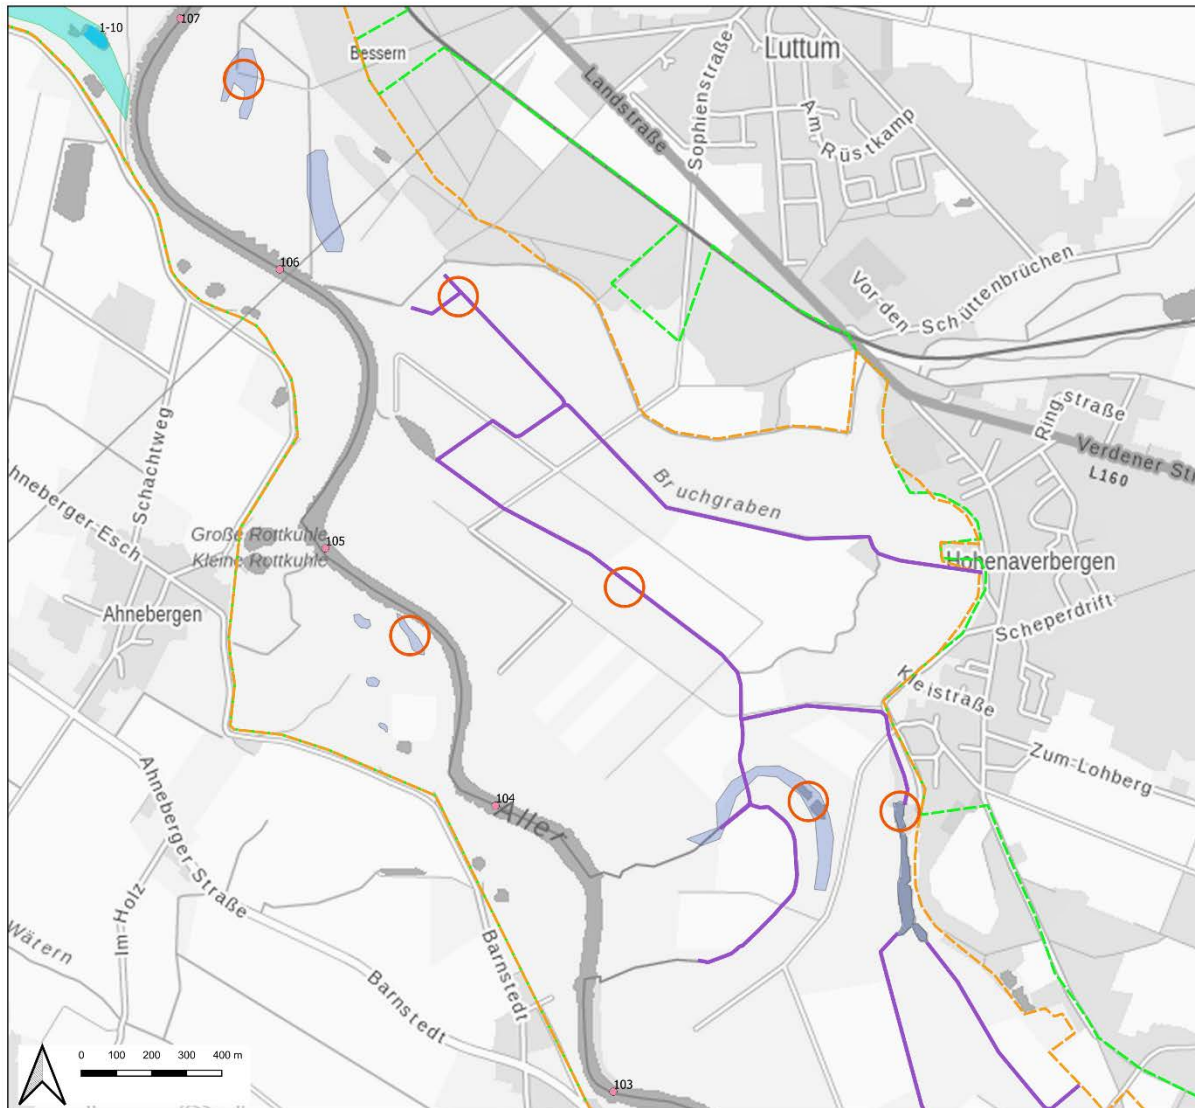 107
1-10
Bessern
Luttum
Landstraße
Sophienstraße
Am Rüstkamp
106
Vor den Schüttenbrüchen
Ringstraße
Verdener Str
L160
Schachtweg
hneberger Esch
Bruchgraben
Große Rottkuhle
Kleine Rottkuhle
105
Hohenaverbergen
Ahnebergen
Scheperdrift
Kleistraße
Zum-Lohberg
Ahneberger-Straße
104
Aller
Im-Holz
Wätern
Barnstedt
Barnstedt
0 100 200 300 400 m
103